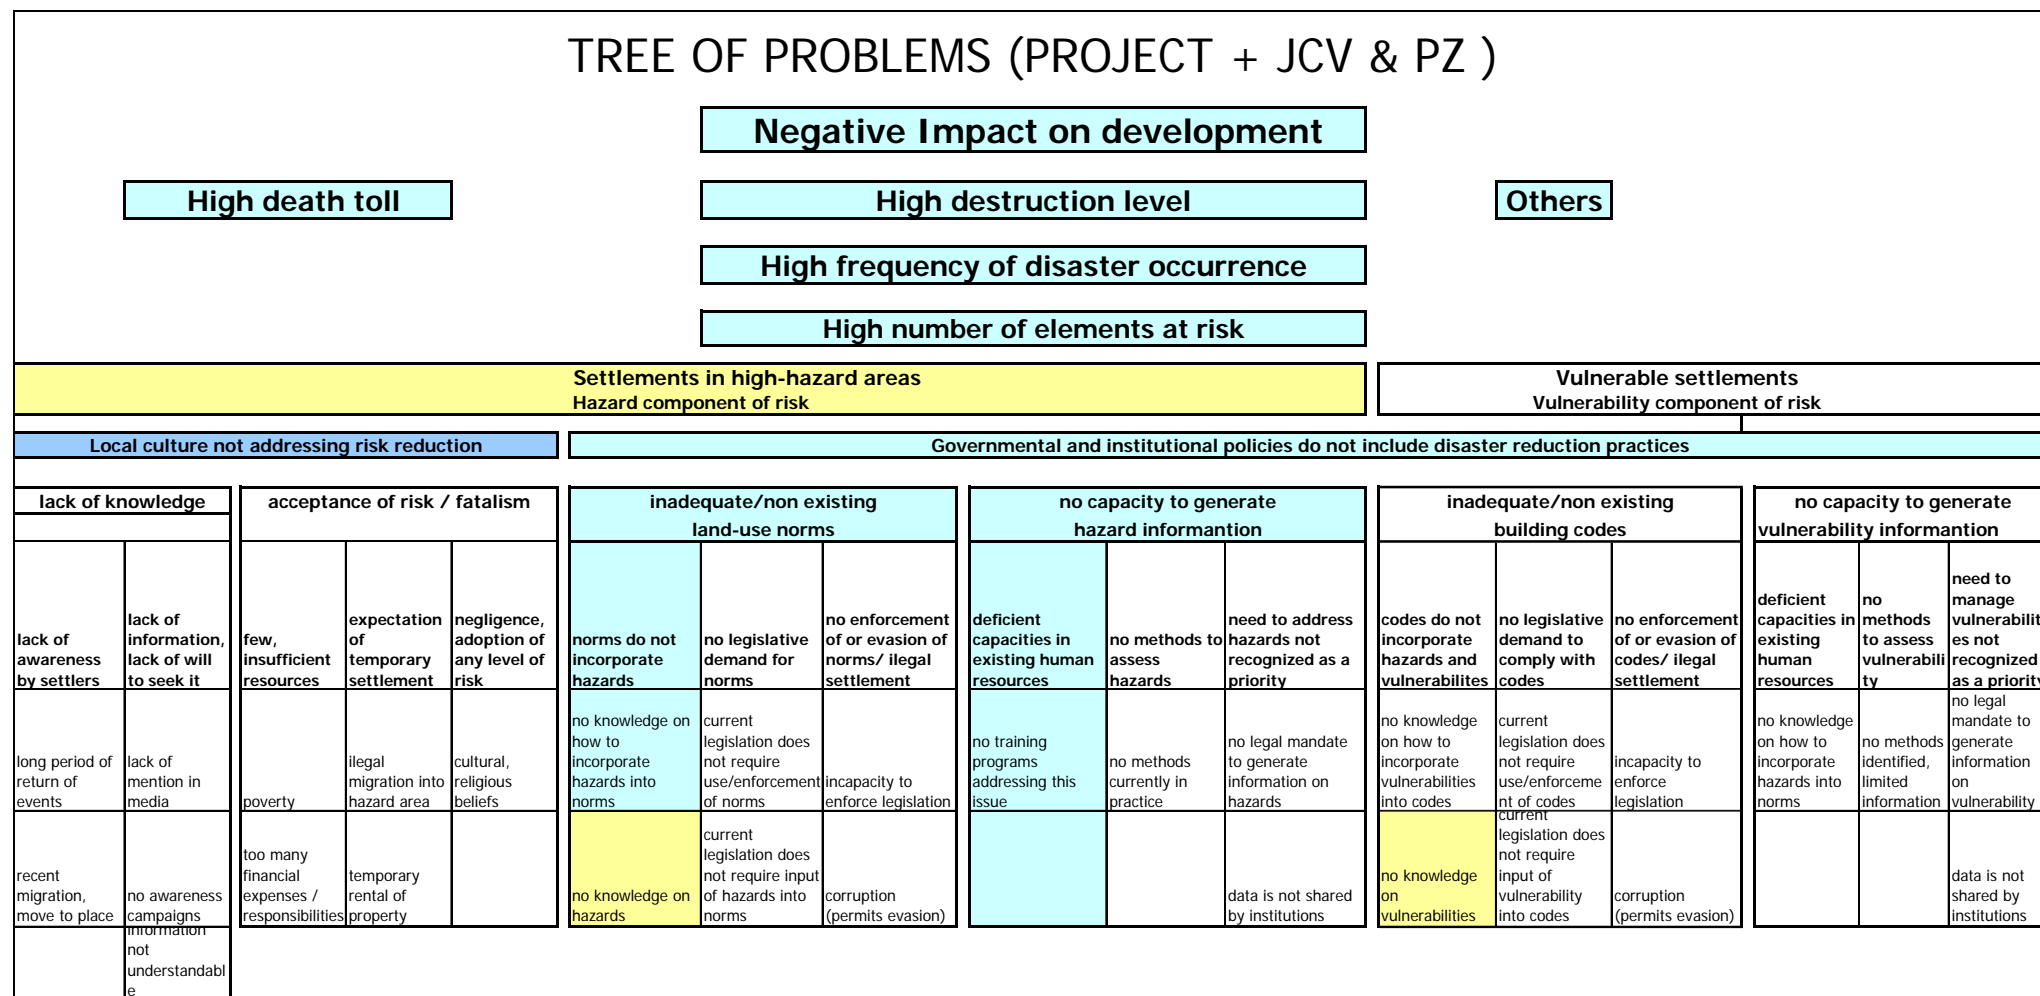 TREE OF PROBLEMS (PROJECT + JCV & PZ )
Negative Impact on development
High death toll
High destruction level
Others
High frequency of disaster occurrence
High number of elements at risk
Settlements in high-hazard areas
Hazard component of risk
Vulnerable settlements
Vulnerability component of risk
Local culture not addressing risk reduction
Governmental and institutional policies do not include disaster reduction practices
lack of knowledge
acceptance of risk / fatalism
inadequate/non existing
land-use norms
no capacity to generate
hazard informantion
inadequate/non existing
building codes
no capacity to generate
vulnerability informantion
lack of
awareness
by settlers
lack of
information,
lack of will
to seek it
few,
insufficient
resources
expectation
of
temporary
settlement
negligence,
adoption of
any level of
risk
norms do not
incorporate
hazards
no legislative
demand for
norms
no enforcement
of or evasion of
norms/ ilegal
settlement
deficient
capacities in
existing human
resources
no methods to
assess
hazards
need to address
hazards not
recognized as a
priority
codes do not
incorporate
hazards and
vulnerabilites
no legislative
demand to
comply with
codes
no enforcement
of or evasion of
codes/ ilegal
settlement
deficient
capacities in
existing
human
resources
no
methods
to assess
vulnerabili
ty
need to
manage
vulnerabilit
es not
recognized
as a priority
long period of
return of
events
lack of
mention in
media
poverty
ilegal
migration into
hazard area
cultural,
religious
beliefs
no knowledge on
how to
incorporate
hazards into
norms
current
legislation does
not require
use/enforcement
of norms
incapacity to
enforce legislation
no training
programs
addressing this
issue
no methods
currently in
practice
no legal mandate
to generate
information on
hazards
no knowledge
on how to
incorporate
vulnerabilities
into codes
current
legislation does
not require
use/enforceme
nt of codes
incapacity to
enforce
legislation
no knowledge
on how to
incorporate
hazards into
norms
no methods
identified,
limited
information
no legal
mandate to
generate
information
on
vulnerability
recent
migration,
move to place
no awareness
campaigns
too many
financial
expenses /
responsibilities
temporary
rental of
property
no knowledge on
hazards
current
legislation does
not require input
of hazards into
norms
corruption
(permits evasion)
data is not shared
by institutions
no knowledge
on
vulnerabilities
current
legislation does
not require
input of
vulnerability
into codes
corruption
(permits evasion)
data is not
shared by
institutions
information
not
understandabl
e